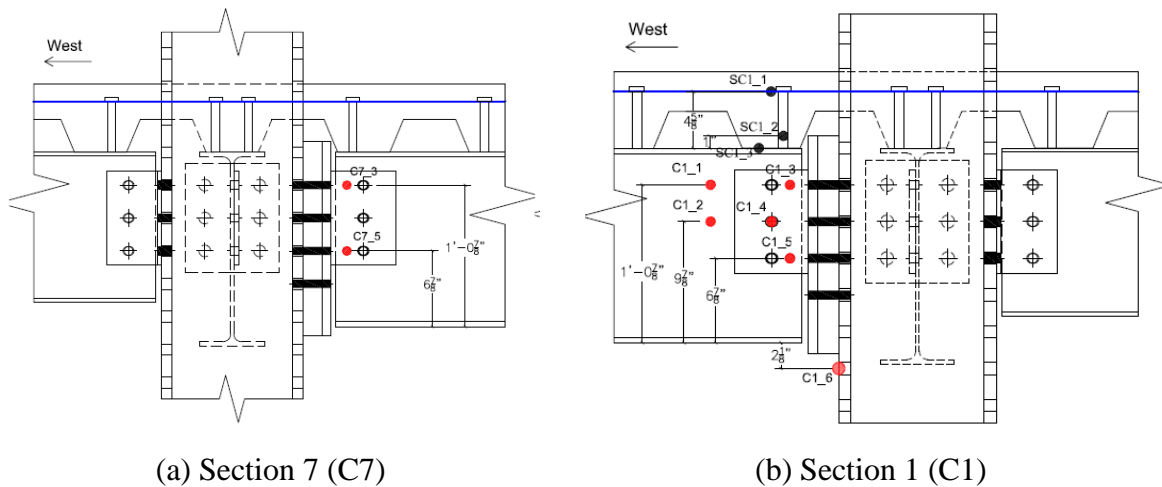 West
C7_3
C7_5
1'-0⅞"
6⅞"
(a) Section 7 (C7)
West
SC1_1
4⅝"
SC1_2
1"
SC1_3
C1_1
C1_3
C1_2
C1_4
C1_5
1'-0⅞"
9⅞"
6⅞"
2⅛"
C1_6
(b) Section 1 (C1)